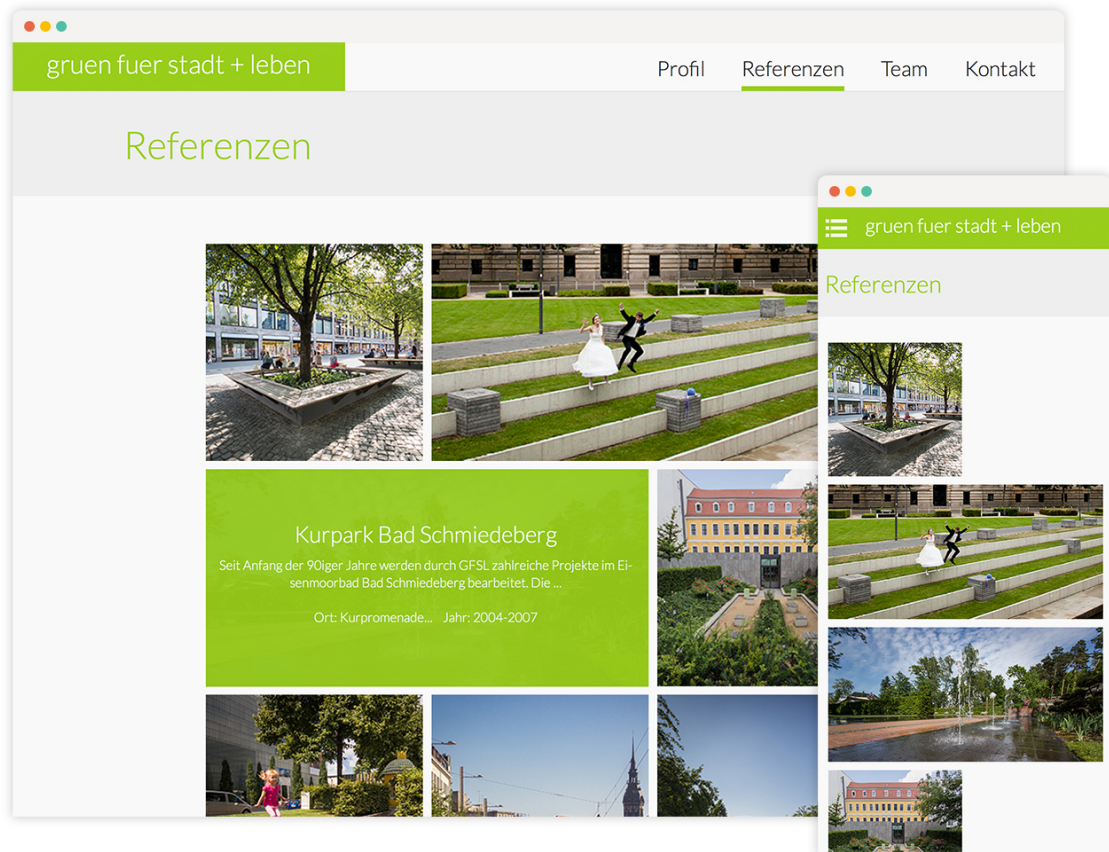 gruen fuer stadt + leben
Profil
Referenzen
Team
Kontakt
Referenzen
Kurpark Bad Schmiedeberg
Seit Anfang der 90iger Jahre werden durch GFSL zahlreiche Projekte im Ei-
senmoorbad Bad Schmiedeberg bearbeitet. Die ...
Ort: Kurpromenade... Jahr: 2004-2007
gruen fuer stadt + leben
Referenzen